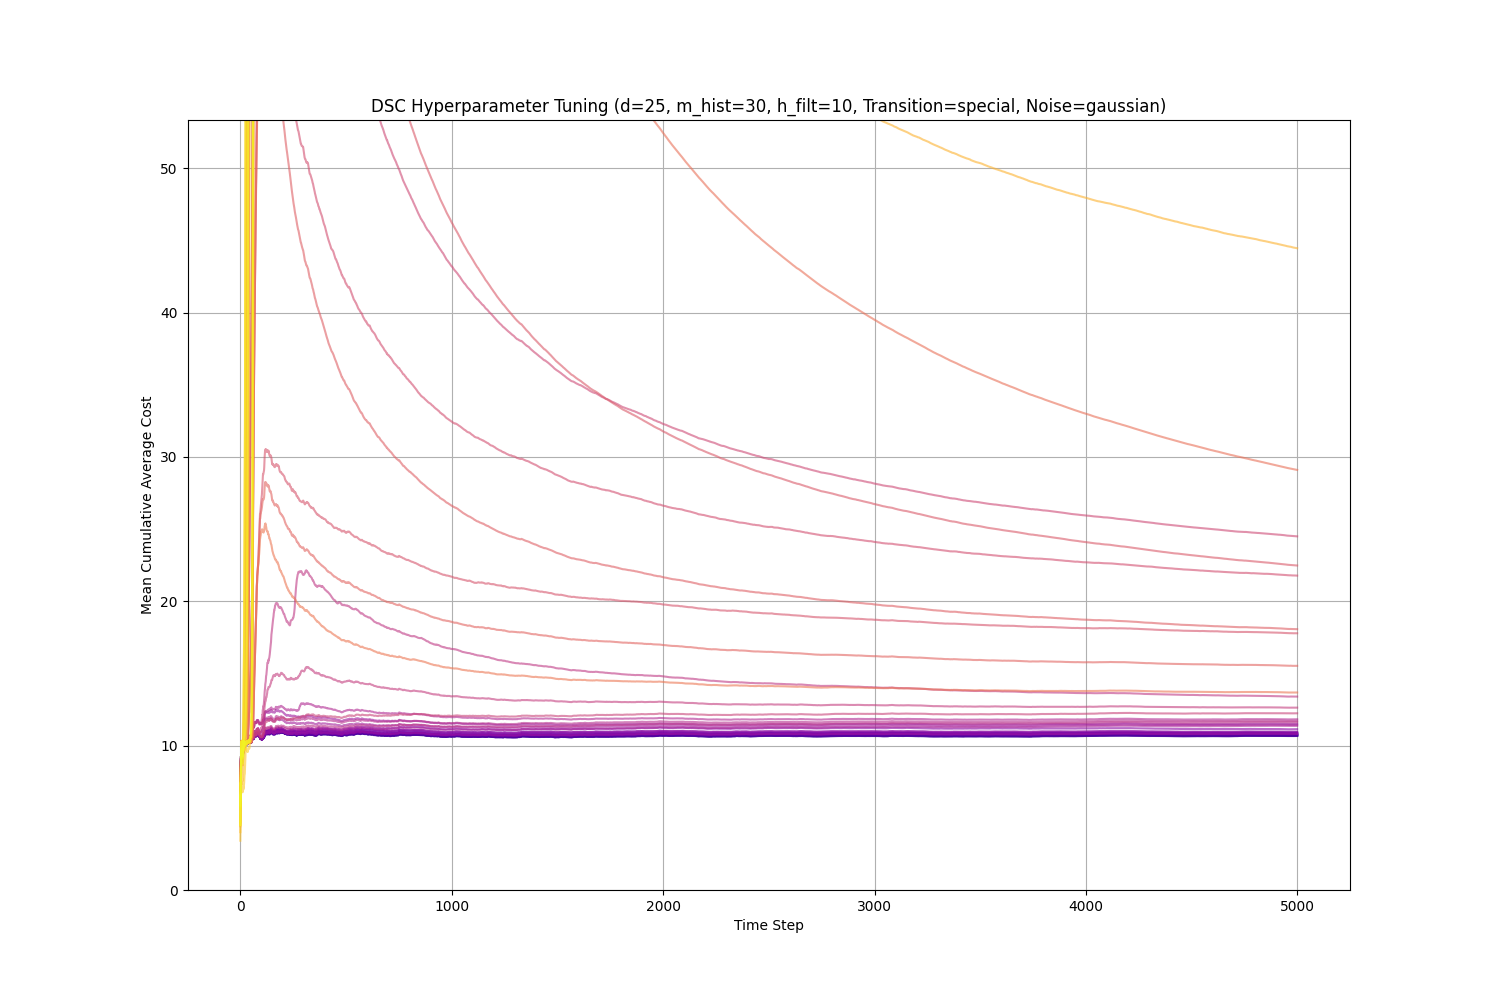 DSC Hyperparameter Tuning (d=25, m_hist=30, h_filt=10, Transition=special, Noise=gaussian)
Mean Cumulative Average Cost
50
40
30
20
10
0
0 1000 2000 3000 4000 5000
Time Step